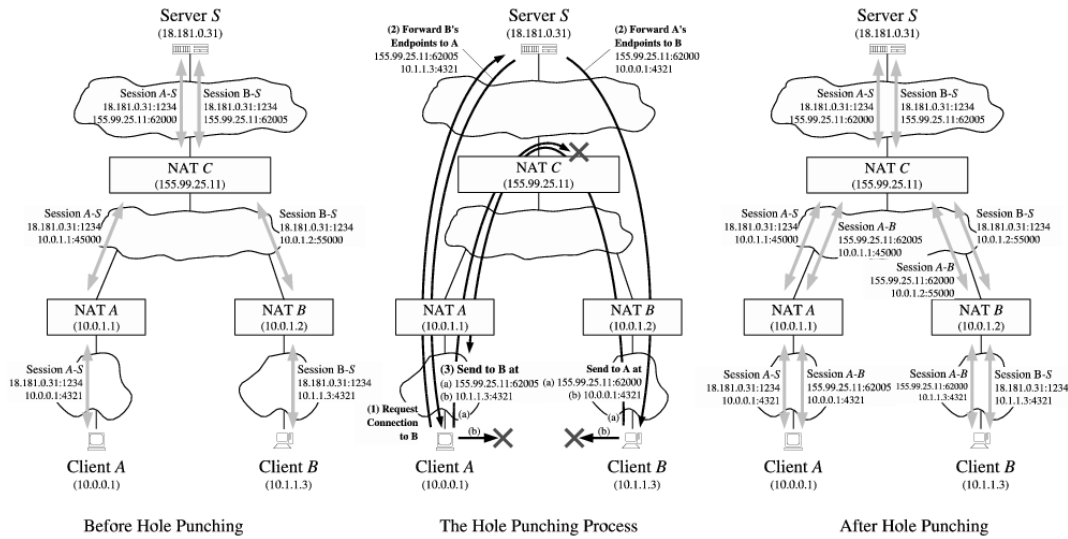 Server S
(18.181.0.31)
Session A-S
18.181.0.31:1234
155.99.25.11:62000
Session B-S
18.181.0.31:1234
155.99.25.11:62005
NAT C
(155.99.25.11)
Session A-S
18.181.0.31:1234
10.0.1.1:45000
Session B-S
18.181.0.31:1234
10.0.1.2:55000
NAT A
(10.0.1.1)
NAT B
(10.0.1.2)
Session A-S
18.181.0.31:1234
10.0.0.1:4321
Session B-S
18.181.0.31:1234
10.1.1.3:4321
Client A
(10.0.0.1)
Client B
(10.1.1.3)
Before Hole Punching
Server S
(18.181.0.31)
(2) Forward B's
Endpoints to A
155.99.25.11:62005
10.1.1.3:4321
(2) Forward A's
Endpoints to B
155.99.25.11:62000
10.0.0.1:4321
NAT C
(155.99.25.11)
NAT A
(10.0.1.1)
NAT B
(10.0.1.2)
(3) Send to B at
(a) 155.99.25.11:62005
(b) 10.1.1.3:4321
Send to A at
(a) 155.99.25.11:62000
(b) 10.0.0.1:4321
(1) Request
Connection
to B
(a)
(b)
(a)
(b)
Client A
(10.0.0.1)
Client B
(10.1.1.3)
The Hole Punching Process
Server S
(18.181.0.31)
Session A-S
18.181.0.31:1234
155.99.25.11:62000
Session B-S
18.181.0.31:1234
155.99.25.11:62005
NAT C
(155.99.25.11)
Session A-S
18.181.0.31:1234
10.0.1.1:45000
Session A-B
155.99.25.11:62005
10.0.1.1:45000
Session B-S
18.181.0.31:1234
10.0.1.2:55000
Session A-B
155.99.25.11:62000
10.0.1.2:55000
NAT A
(10.0.1.1)
NAT B
(10.0.1.2)
Session A-S
18.181.0.31:1234
10.0.0.1:4321
Session A-B
155.99.25.11:62005
10.0.0.1:4321
Session A-B
155.99.25.11:62000
10.1.1.3:4321
Session B-S
18.181.0.31:1234
10.1.1.3:4321
Client A
(10.0.0.1)
Client B
(10.1.1.3)
After Hole Punching